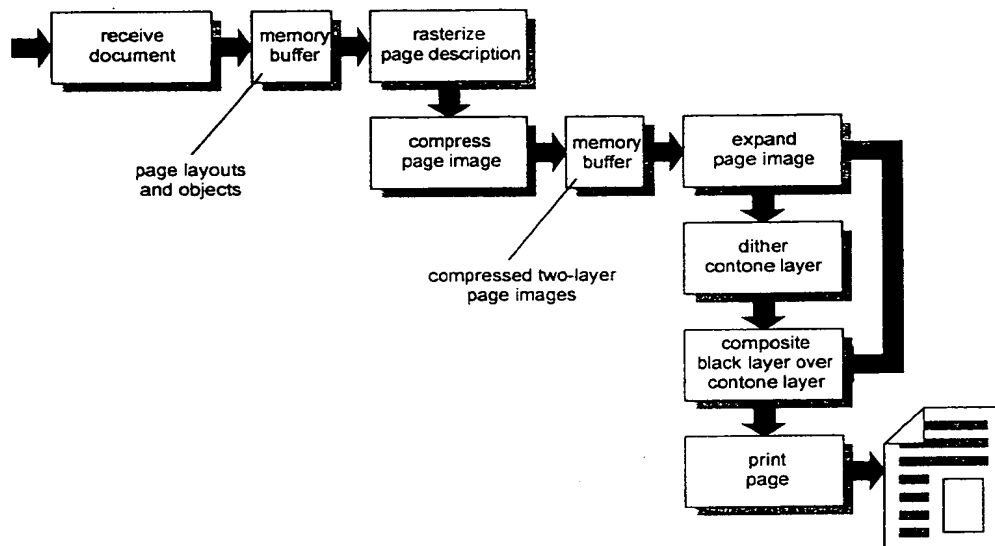 receive
document
memory
buffer
rasterize
page description
compress
page image
memory
buffer
expand
page image
page layouts
and objects
dither
contone layer
compressed two-layer
page images
composite
black layer over
contone layer
print
page